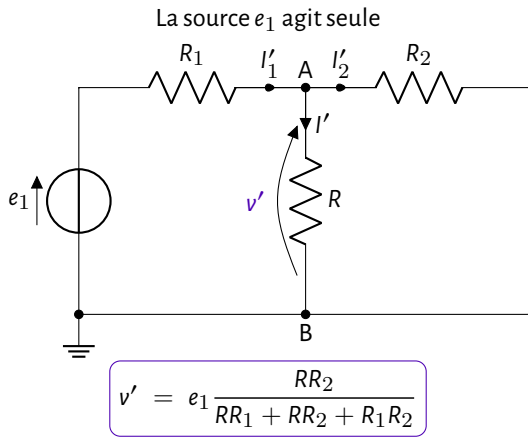 La source e₁ agit seule
R₁ I′₁ A I′₂ R₂
I′
e₁ v′ R
B
v′ = e₁ RR₂ / (RR₁ + RR₂ + R₁R₂)